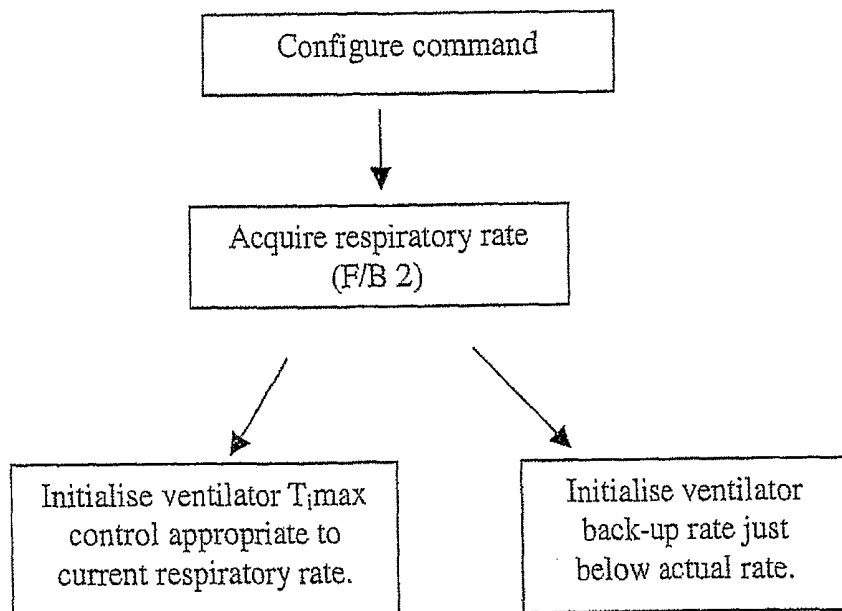 Configure command
Acquire respiratory rate
(F/B 2)
Initialise ventilator Tᵢmax
control appropriate to
current respiratory rate.
Initialise ventilator
back-up rate just
below actual rate.